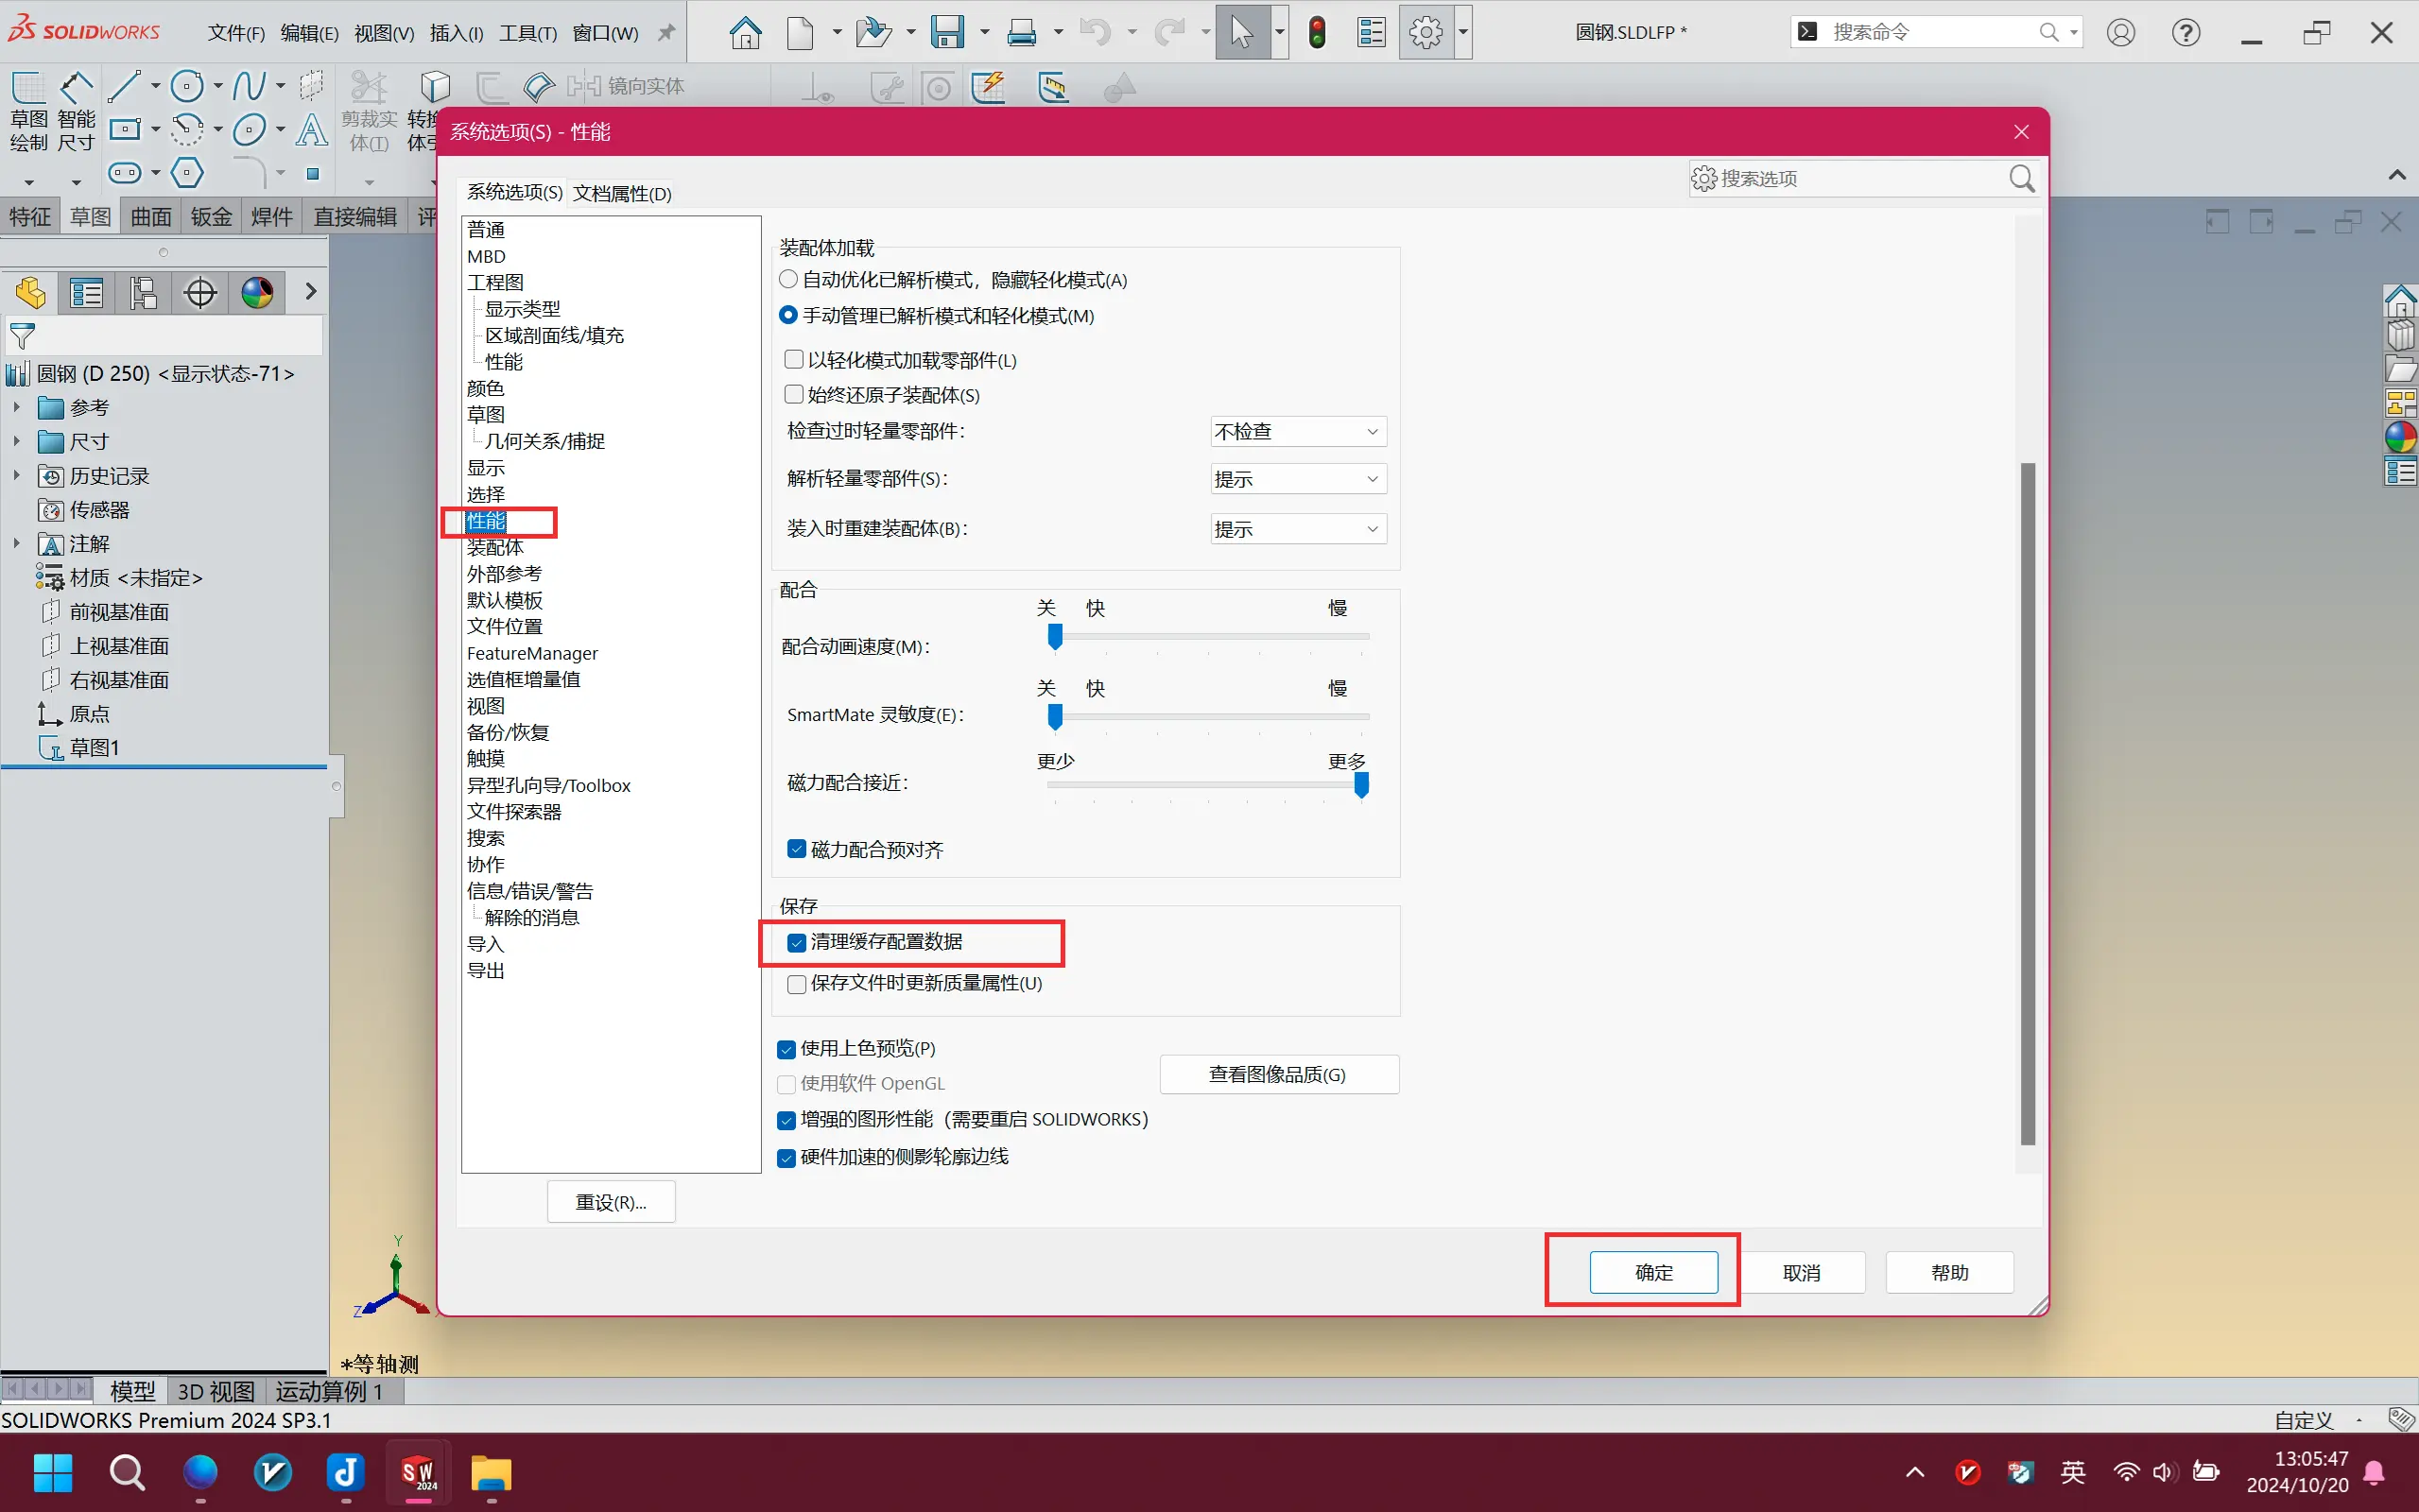 SOLIDWORKS
文件(F) 编辑(E) 视图(V) 插入(I) 工具(T) 窗口(W)
圆钢.SLDLFP *
搜索命令
草图绘制
智能尺寸
剪裁实体(T)
转换
体引
镜向实体
特征 草图 曲面 钣金 焊件 直接编辑 评
圆钢 (D 250) <显示状态-71>
参考
尺寸
历史记录
传感器
注解
材质 <未指定>
前视基准面
上视基准面
右视基准面
原点
草图1
系统选项(S) - 性能
搜索选项
系统选项(S) 文档属性(D)
普通
MBD
工程图
显示类型
区域剖面线/填充
性能
颜色
草图
几何关系/捕捉
显示
选择
性能
装配体
外部参考
默认模板
文件位置
FeatureManager
选值框增量值
视图
备份/恢复
触摸
异型孔向导/Toolbox
文件探索器
搜索
协作
信息/错误/警告
解除的消息
导入
导出
重设(R)...
装配体加载
自动优化已解析模式，隐藏轻化模式(A)
手动管理已解析模式和轻化模式(M)
以轻化模式加载零部件(L)
始终还原子装配体(S)
检查过时轻量零部件： 不检查
解析轻量零部件(S)： 提示
装入时重建装配体(B)： 提示
配合
关 快 慢
配合动画速度(M)：
关 快 慢
SmartMate 灵敏度(E)：
更少 更多
磁力配合接近：
磁力配合预对齐
保存
清理缓存配置数据
保存文件时更新质量属性(U)
使用上色预览(P)
使用软件 OpenGL
查看图像品质(G)
增强的图形性能（需要重启 SOLIDWORKS）
硬件加速的侧影轮廓边线
确定 取消 帮助
Y
Z
*等轴测
模型 3D 视图 运动算例 1
SOLIDWORKS Premium 2024 SP3.1
自定义
SW
2024
英
13:05:47
2024/10/20